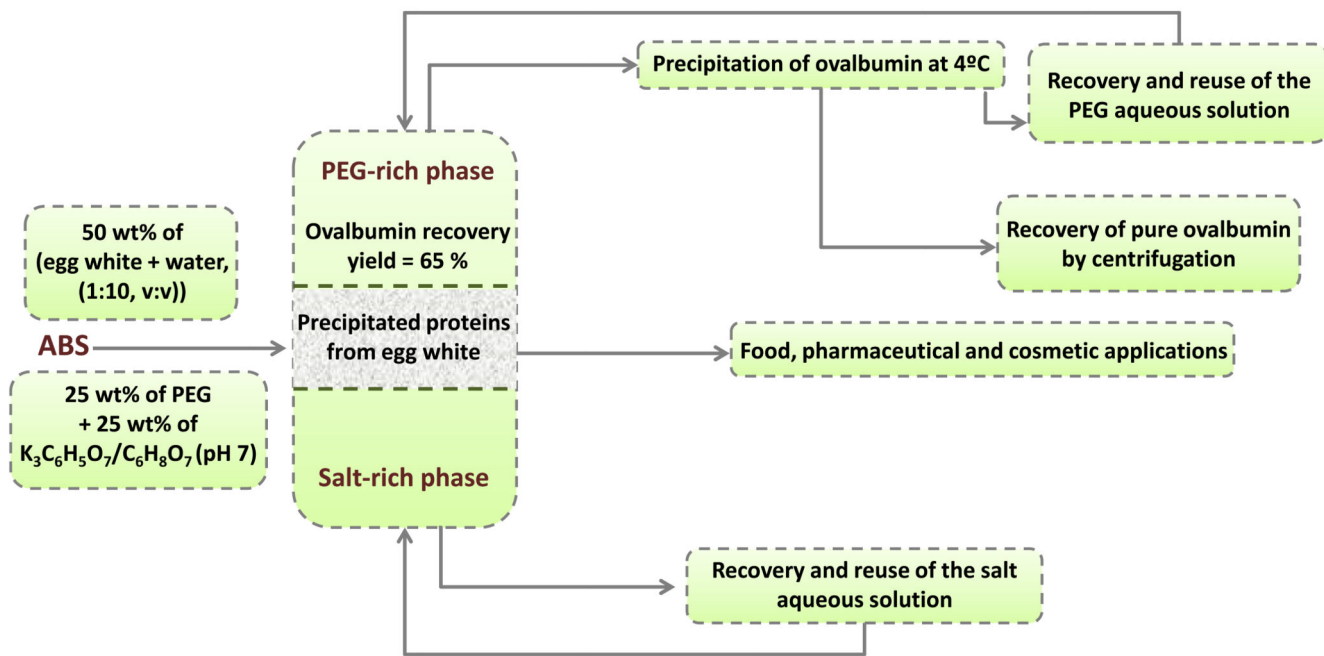 50 wt% of
(egg white + water,
(1:10, v:v))
ABS
25 wt% of PEG
+ 25 wt% of
K₃C₆H₅O₇/C₆H₈O₇ (pH 7)
PEG-rich phase
Ovalbumin recovery
yield = 65 %
Precipitated proteins
from egg white
Salt-rich phase
Precipitation of ovalbumin at 4ºC
Recovery and reuse of the
PEG aqueous solution
Recovery of pure ovalbumin
by centrifugation
Food, pharmaceutical and cosmetic applications
Recovery and reuse of the salt
aqueous solution